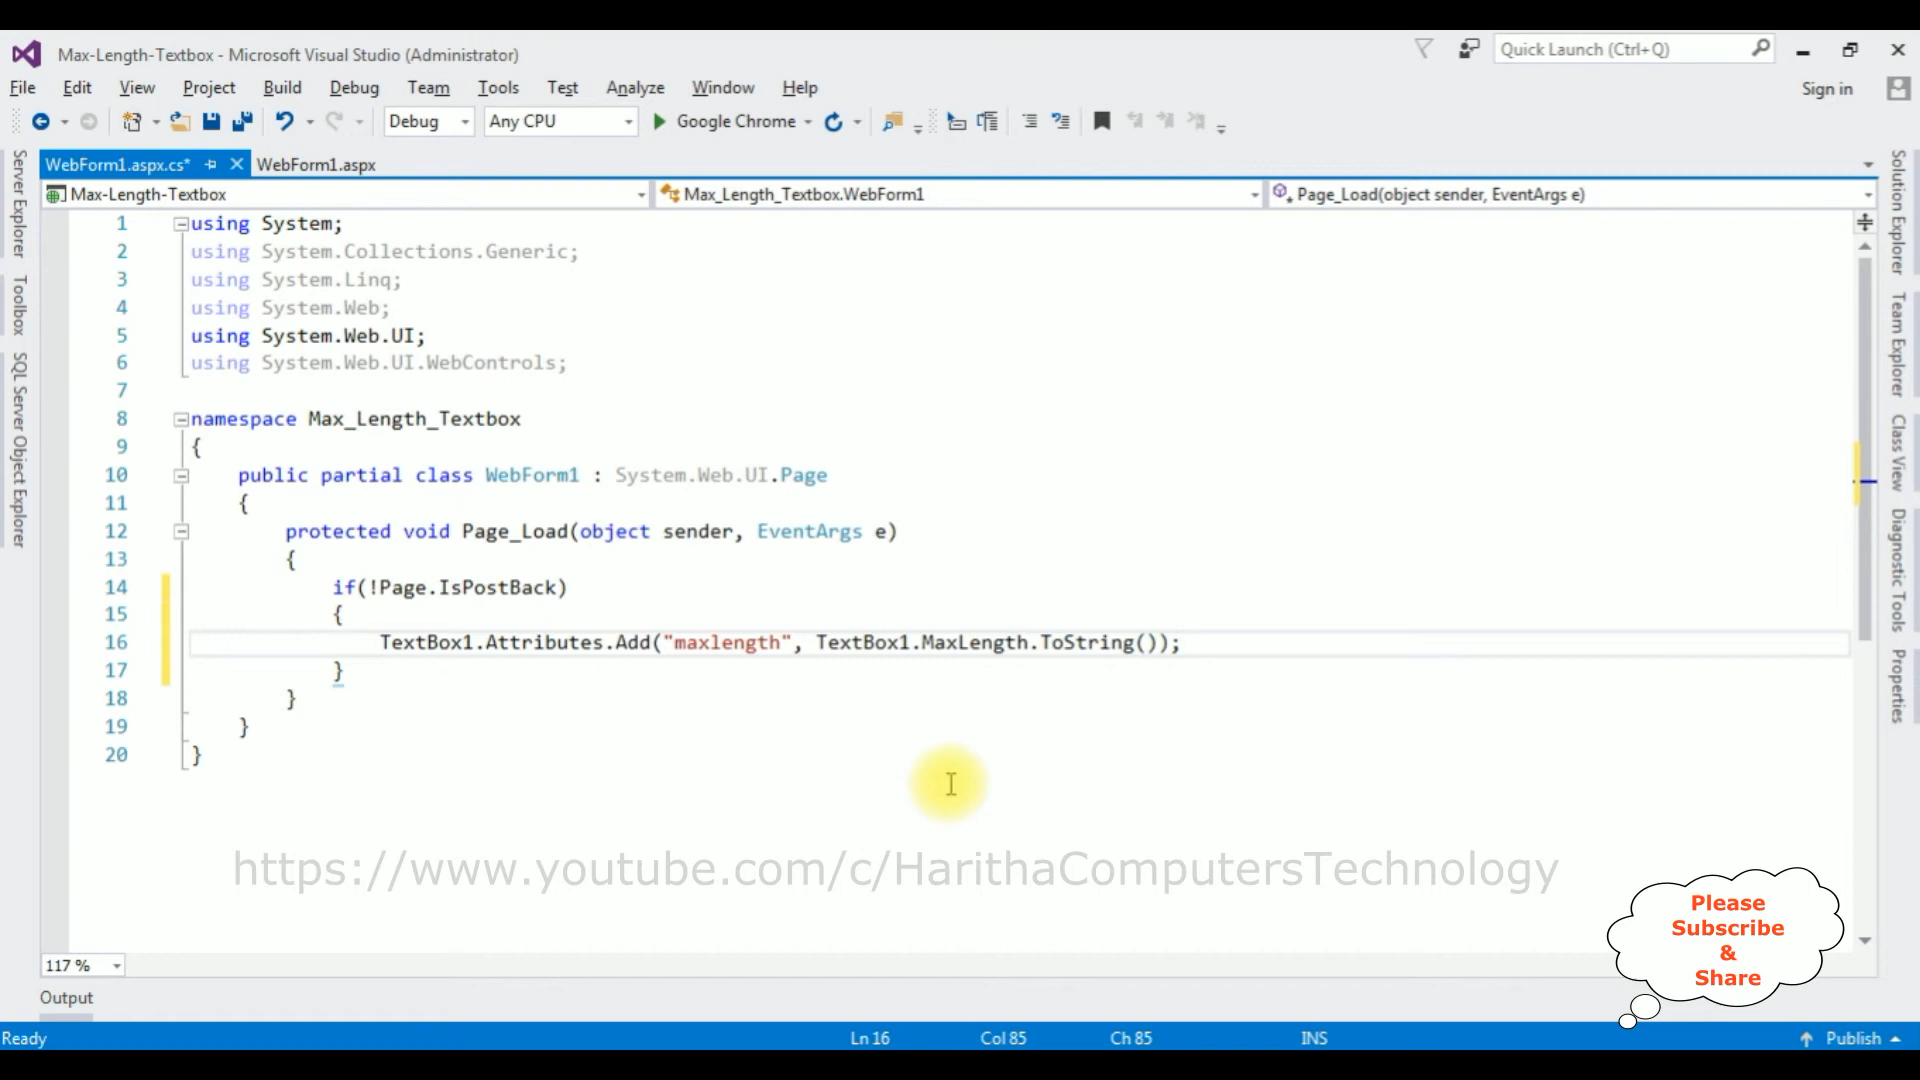 Max-Length-Textbox - Microsoft Visual Studio (Administrator)
Quick Launch (Ctrl+Q)
File Edit View Project Build Debug Team Tools Test Analyze Window Help
Sign in
Debug Any CPU Google Chrome
WebForm1.aspx.cs* WebForm1.aspx
Max-Length-Textbox Max_Length_Textbox.WebForm1 Page_Load(object sender, EventArgs e)
Server Explorer
Toolbox
SQL Server Object Explorer
1 using System;
2 using System.Collections.Generic;
3 using System.Linq;
4 using System.Web;
5 using System.Web.UI;
6 using System.Web.UI.WebControls;
7
8 namespace Max_Length_Textbox
9 {
10 public partial class WebForm1 : System.Web.UI.Page
11 {
12 protected void Page_Load(object sender, EventArgs e)
13 {
14 if(!Page.IsPostBack)
15 {
16 TextBox1.Attributes.Add("maxlength", TextBox1.MaxLength.ToString());
17 }
18 }
19 }
20 }
Solution Explorer
Team Explorer
Class View
Diagnostic Tools
Properties
https://www.youtube.com/c/HarithaComputersTechnology
Please
Subscribe
&
Share
117 %
Output
Ready Ln 16 Col 85 Ch 85 INS Publish